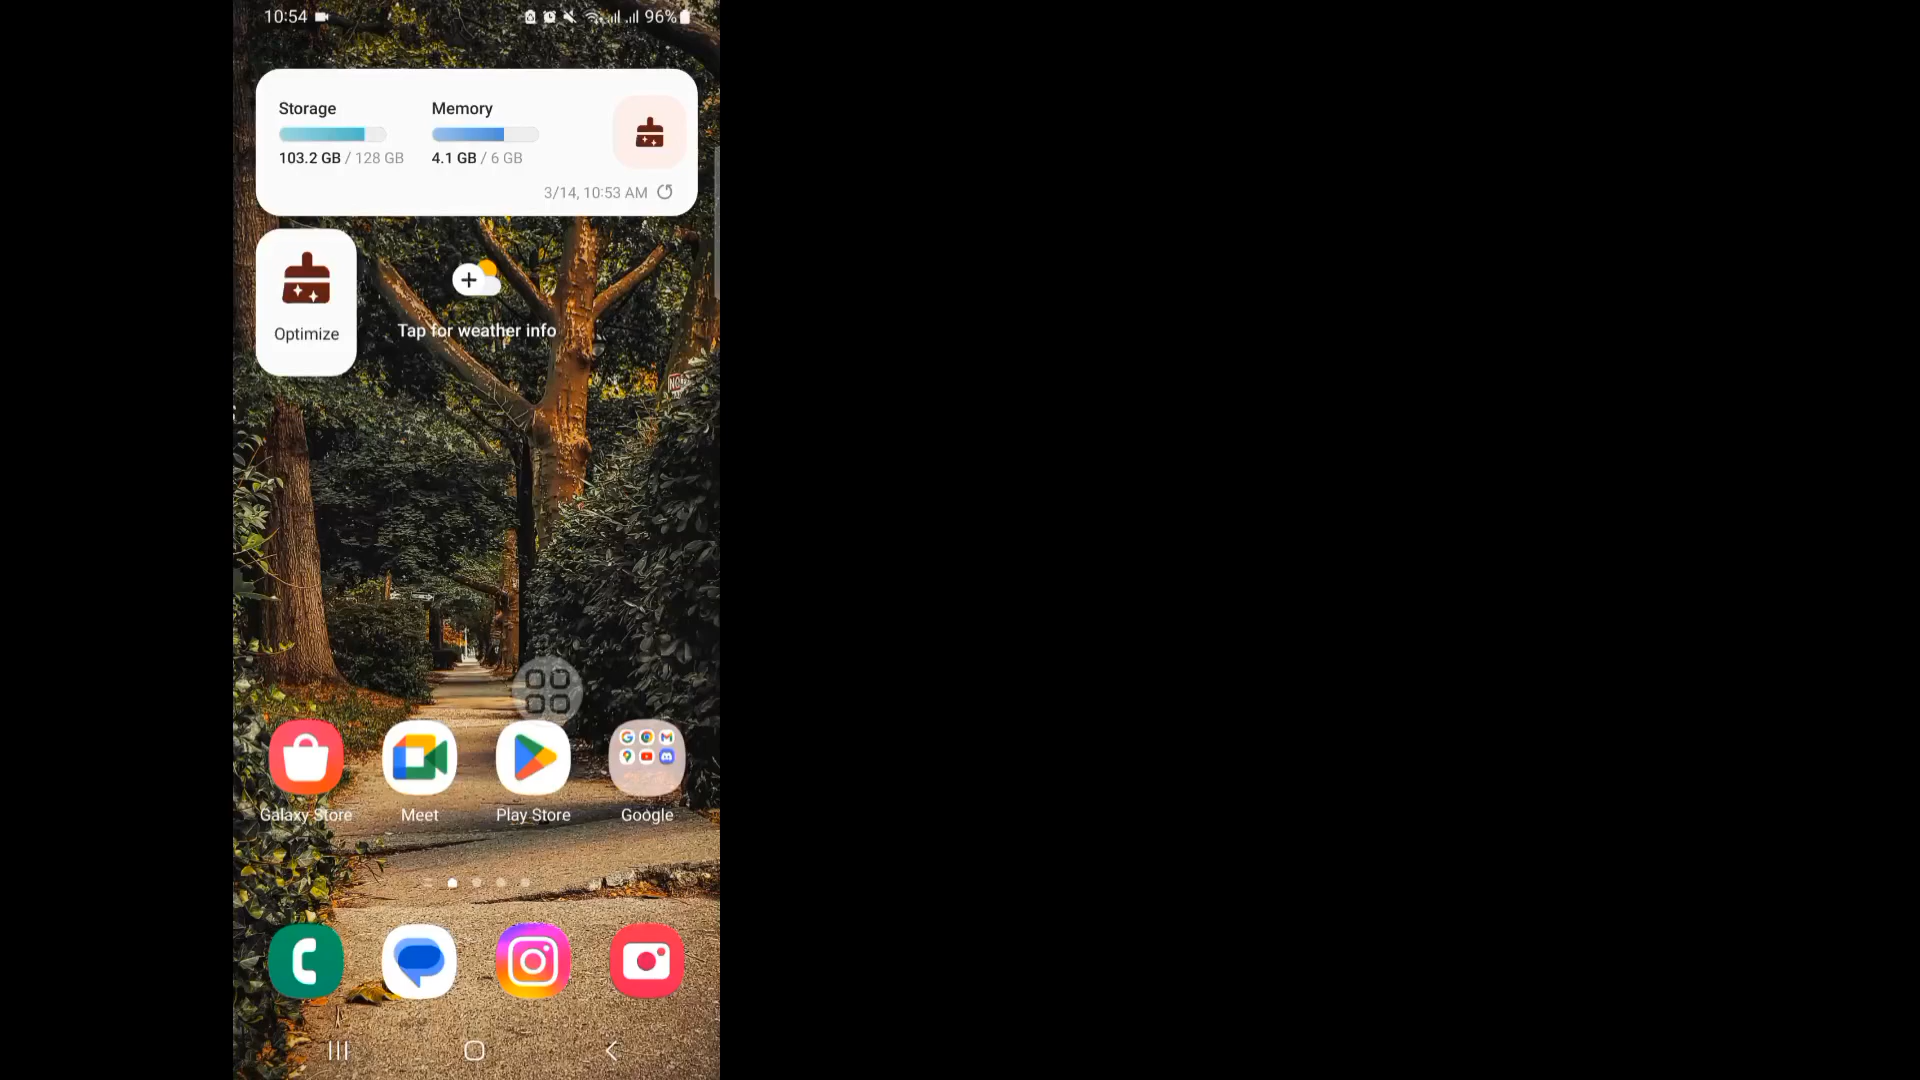 10:54 96%
Storage Memory
103.2 GB / 128 GB 4.1 GB / 6 GB
3/14, 10:53 AM
Optimize
Tap for weather info
Galaxy Store Meet Play Store Google